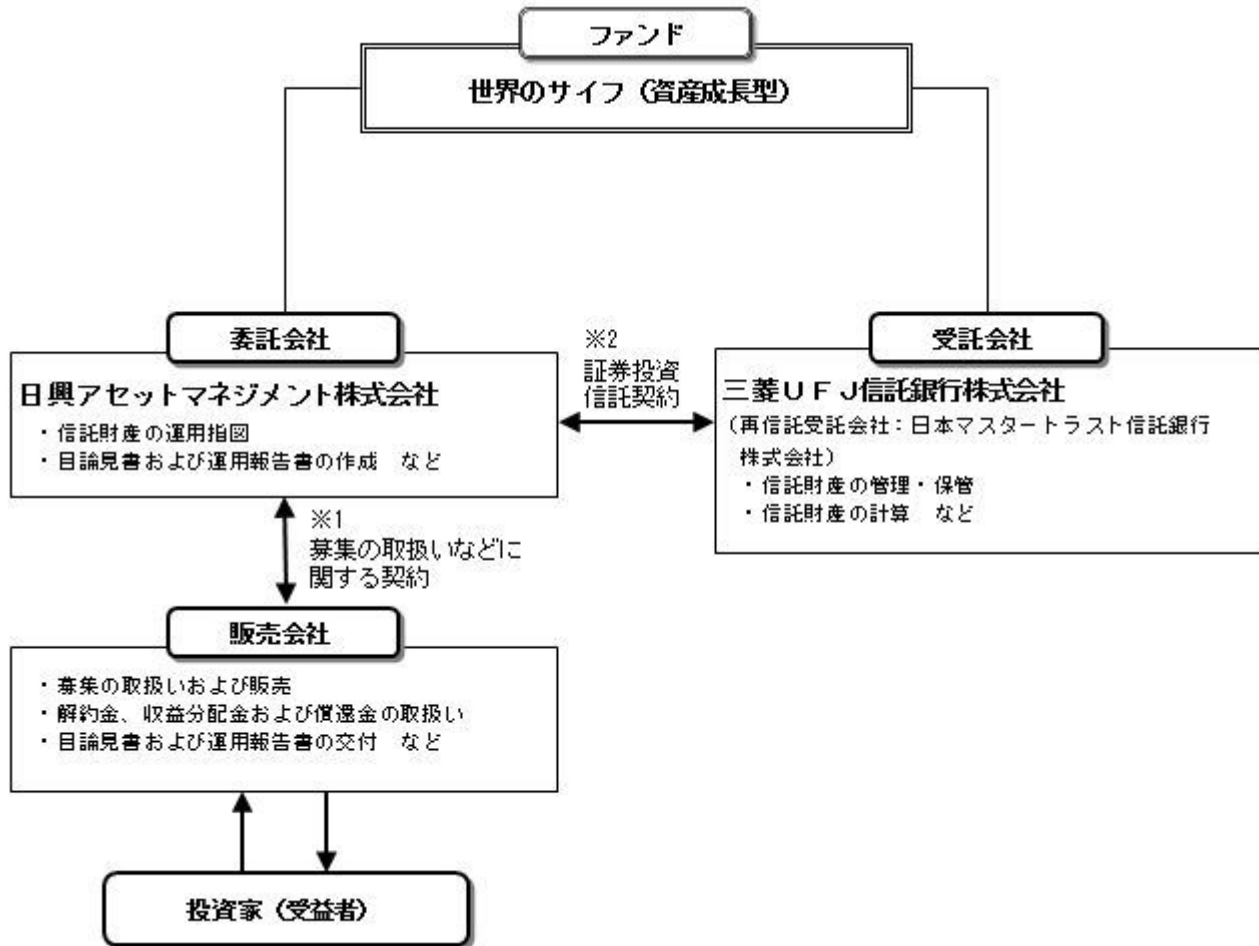 ファンド
世界のサイフ（資産成長型）
委託会社
日興アセットマネジメント株式会社
・信託財産の運用指図
・目論見書および運用報告書の作成　など
※2
証券投資
信託契約
受託会社
三菱ＵＦＪ信託銀行株式会社
（再信託受託会社：日本マスタートラスト信託銀行
株式会社）
・信託財産の管理・保管
・信託財産の計算　など
※1
募集の取扱いなどに
関する契約
販売会社
・募集の取扱いおよび販売
・解約金、収益分配金および償還金の取扱い
・目論見書および運用報告書の交付　など
投資家（受益者）